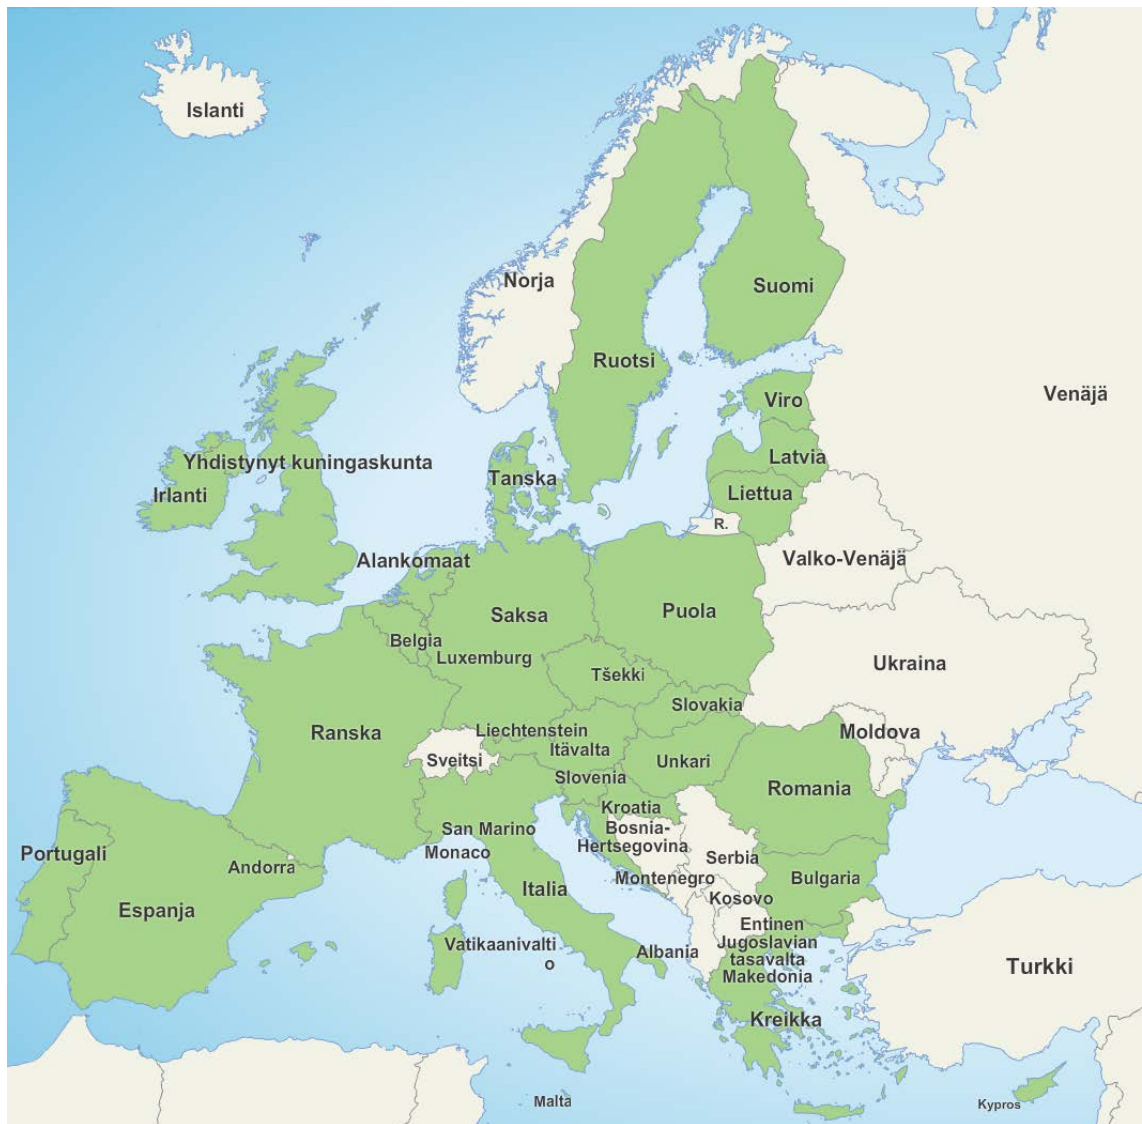 Islanti
Norja
Suomi
Ruotsi
Venäjä
Viro
Latvia
Yhdistynyt kuningaskunta
Tanska
Irlanti
Liettua
R.
Alankomaat
Valko-Venäjä
Saksa
Puola
Belgia
Luxemburg
Ukraina
Tšekki
Slovakia
Ranska
Liechtenstein
Moldova
Itävalta
Sveitsi
Unkari
Slovenia
Romania
Kroatia
San Marino
Bosnia-
Hertsegovina
Portugali
Monaco
Serbia
Andorra
Montenegro
Bulgaria
Italia
Kosovo
Espanja
Entinen
Jugoslavian
tasavalta
Makedonia
Vatikaanivalti
o
Albania
Turkki
Kreikka
Malta
Kypros